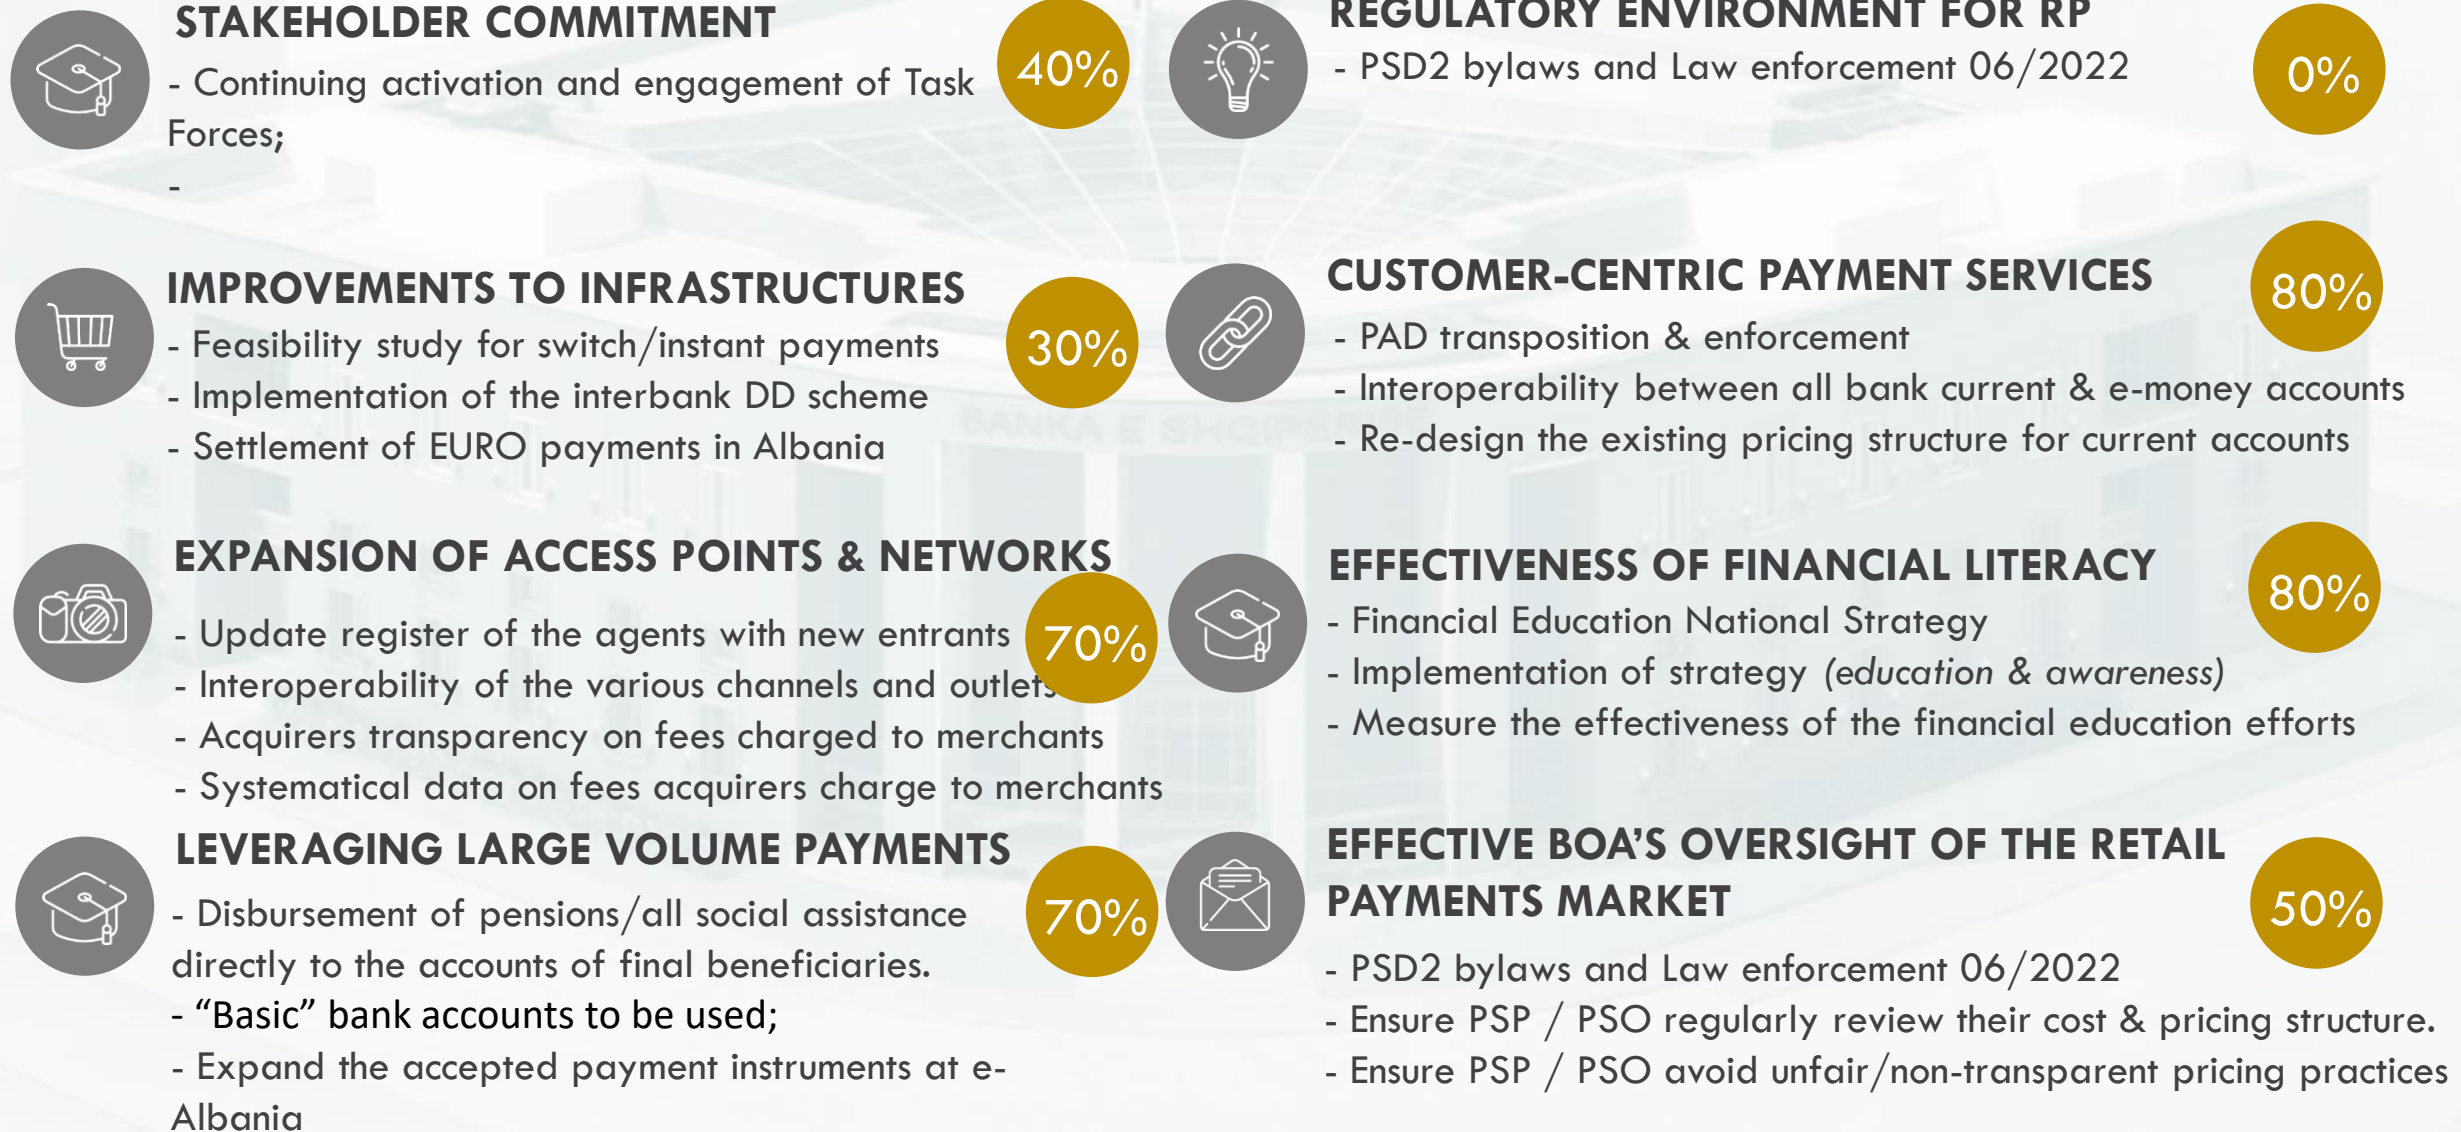 STAKEHOLDER COMMITMENT
- Continuing activation and engagement of Task
Forces;
-
40%
REGULATORY ENVIRONMENT FOR RP
- PSD2 bylaws and Law enforcement 06/2022
0%
IMPROVEMENTS TO INFRASTRUCTURES
- Feasibility study for switch/instant payments
- Implementation of the interbank DD scheme
- Settlement of EURO payments in Albania
30%
CUSTOMER-CENTRIC PAYMENT SERVICES
- PAD transposition & enforcement
- Interoperability between all bank current & e-money accounts
- Re-design the existing pricing structure for current accounts
80%
BANKA E SHQIPËRISË
EXPANSION OF ACCESS POINTS & NETWORKS
- Update register of the agents with new entrants
- Interoperability of the various channels and outlets
- Acquirers transparency on fees charged to merchants
- Systematical data on fees acquirers charge to merchants
70%
EFFECTIVENESS OF FINANCIAL LITERACY
- Financial Education National Strategy
- Implementation of strategy (education & awareness)
- Measure the effectiveness of the financial education efforts
80%
LEVERAGING LARGE VOLUME PAYMENTS
- Disbursement of pensions/all social assistance
directly to the accounts of final beneficiaries.
- “Basic” bank accounts to be used;
- Expand the accepted payment instruments at e-
Albania
70%
EFFECTIVE BOA’S OVERSIGHT OF THE RETAIL
PAYMENTS MARKET
- PSD2 bylaws and Law enforcement 06/2022
- Ensure PSP / PSO regularly review their cost & pricing structure.
- Ensure PSP / PSO avoid unfair/non-transparent pricing practices
50%